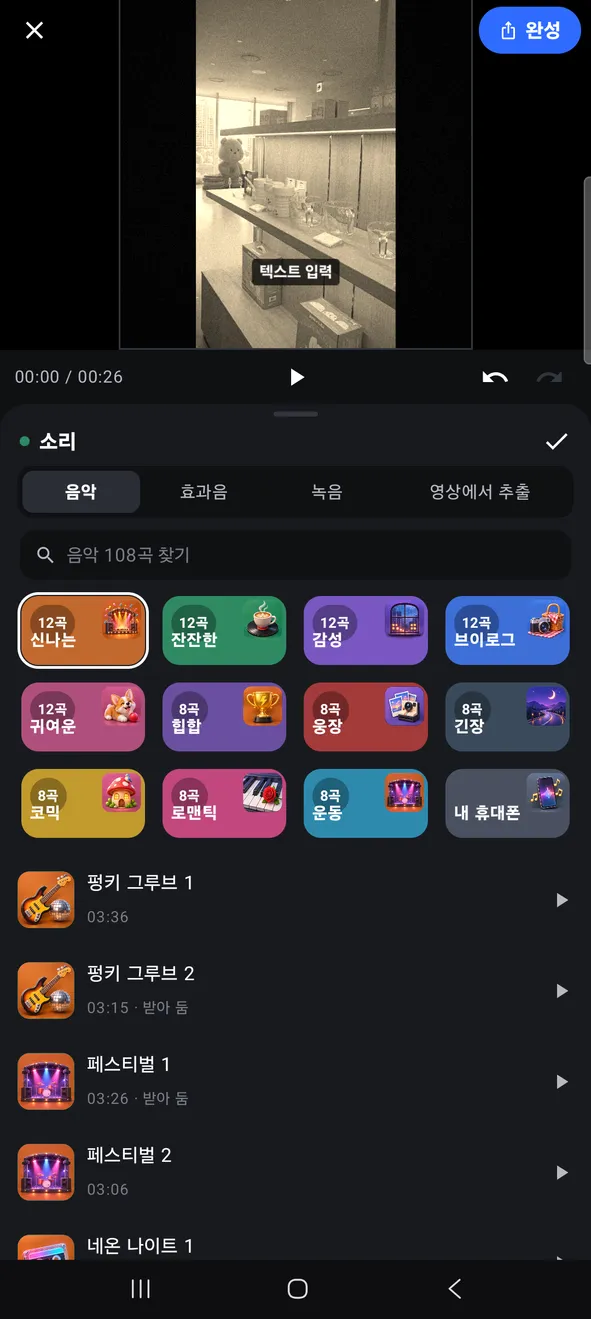 완성
텍스트 입력
00:00 / 00:26
소리
음악
효과음
녹음
영상에서 추출
음악 108곡 찾기
12곡
신나는
12곡
잔잔한
12곡
감성
12곡
브이로그
12곡
귀여운
8곡
힙합
8곡
웅장
8곡
긴장
8곡
코믹
8곡
로맨틱
8곡
운동
내 휴대폰
펑키 그루브 1
03:36
펑키 그루브 2
03:15 · 받아 둠
페스티벌 1
03:26 · 받아 둠
페스티벌 2
03:06
네온 나이트 1